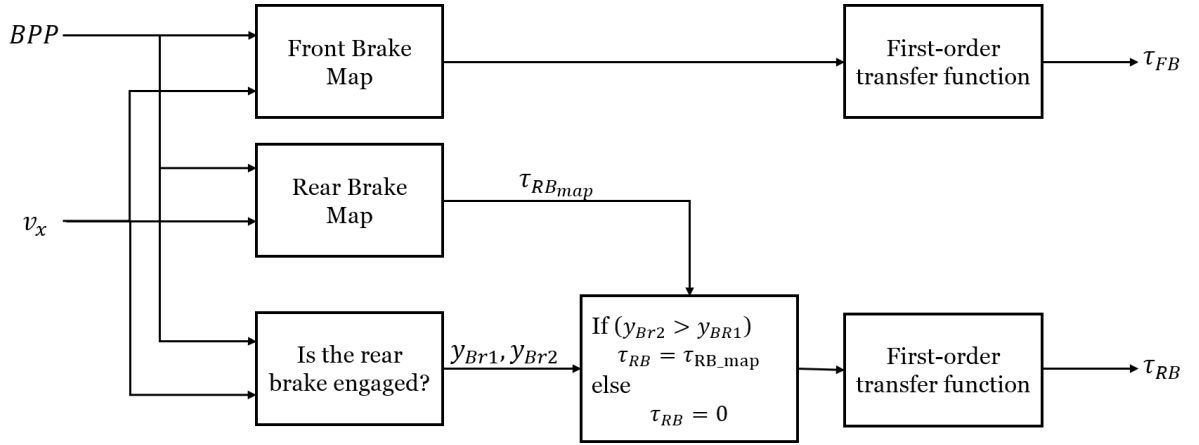 BPP
Front Brake
Map
First-order
transfer function
τ_FB
Rear Brake
Map
τ_RB_map
v_x
Is the rear
brake engaged?
y_Br1, y_Br2
If (y_Br2 > y_BR1)
τ_RB = τ_RB_map
else
τ_RB = 0
First-order
transfer function
τ_RB